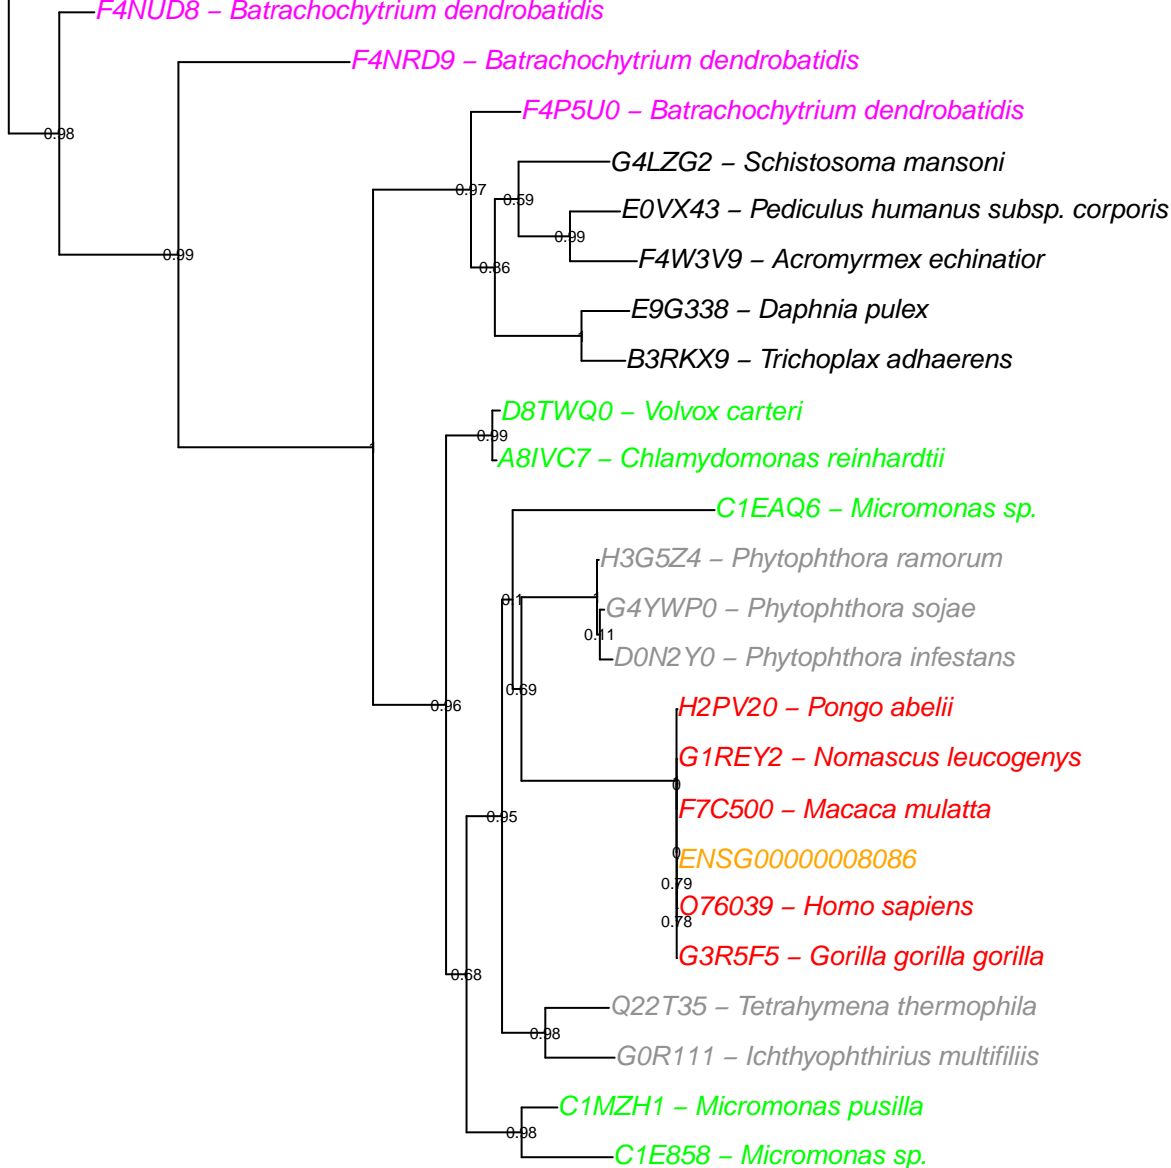 F4NUD8 – Batrachochytrium dendrobatidis
F4NRD9 – Batrachochytrium dendrobatidis
F4P5U0 – Batrachochytrium dendrobatidis
0.98
G4LZG2 – Schistosoma mansoni
0.97
0.59
E0VX43 – Pediculus humanus subsp. corporis
0.99
0.99
F4W3V9 – Acromyrmex echinatior
0.86
E9G338 – Daphnia pulex
1
B3RKX9 – Trichoplax adhaerens
D8TWQ0 – Volvox carteri
0.99
1
A8IVC7 – Chlamydomonas reinhardtii
C1EAQ6 – Micromonas sp.
H3G5Z4 – Phytophthora ramorum
0.1
1
G4YWP0 – Phytophthora sojae
0.11
D0N2Y0 – Phytophthora infestans
0.69
0.96
H2PV20 – Pongo abelii
G1REY2 – Nomascus leucogenys
0
F7C500 – Macaca mulatta
0.95
0
ENSG00000008086
0.79
O76039 – Homo sapiens
0.78
G3R5F5 – Gorilla gorilla gorilla
0.68
Q22T35 – Tetrahymena thermophila
0.98
G0R111 – Ichthyophthirius multifiliis
C1MZH1 – Micromonas pusilla
0.98
C1E858 – Micromonas sp.